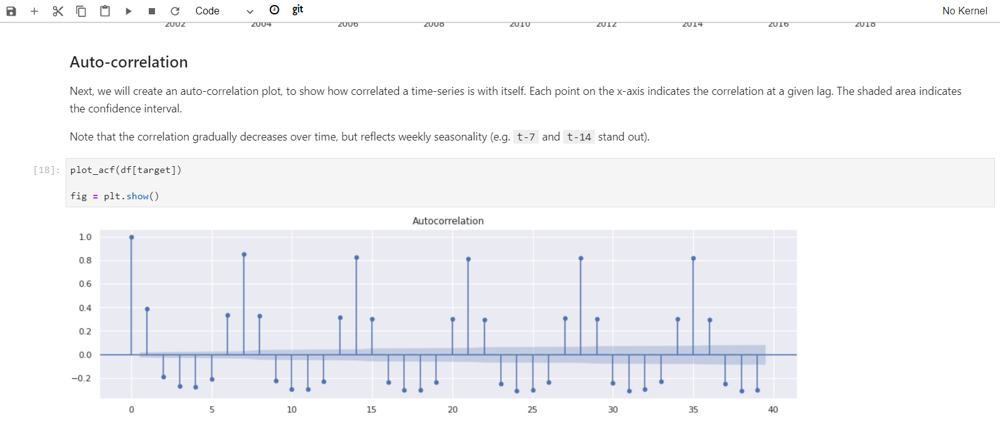 Code git No Kernel
2002 2004 2006 2008 2010 2012 2014 2016 2018
Auto-correlation
Next, we will create an auto-correlation plot, to show how correlated a time-series is with itself. Each point on the x-axis indicates the correlation at a given lag. The shaded area indicates
the confidence interval.
Note that the correlation gradually decreases over time, but reflects weekly seasonality (e.g. t-7 and t-14 stand out).
[18]: plot_acf(df[target])
fig = plt.show()
Autocorrelation
1.0
0.8
0.6
0.4
0.2
0.0
−0.2
0 5 10 15 20 25 30 35 40